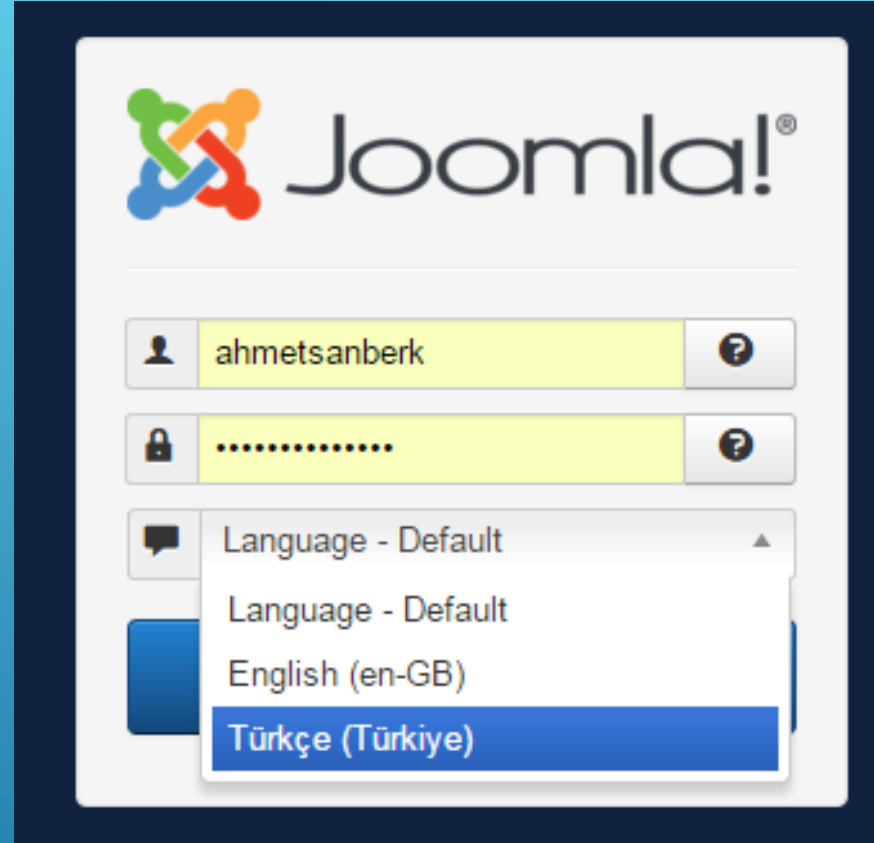 Joomla!®
ahmetsanberk
••••••••••••••
Language - Default
Language - Default
English (en-GB)
Türkçe (Türkiye)